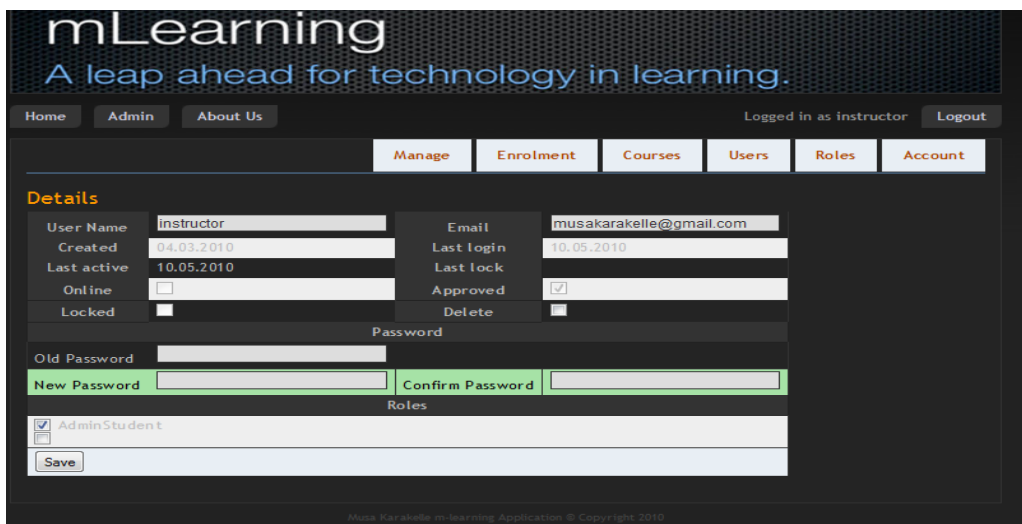 mLearning
A leap ahead for technology in learning.
Home Admin About Us Logged in as instructor Logout
Manage Enrolment Courses Users Roles Account
Details
User Name instructor Email musakarakelle@gmail.com
Created 04.03.2010 Last login 10.05.2010
Last active 10.05.2010 Last lock
Online Approved
Locked Delete
Password
Old Password
New Password Confirm Password
Roles
AdminStudent
Save
Musa Karakelle m-learning Application © Copyright 2010